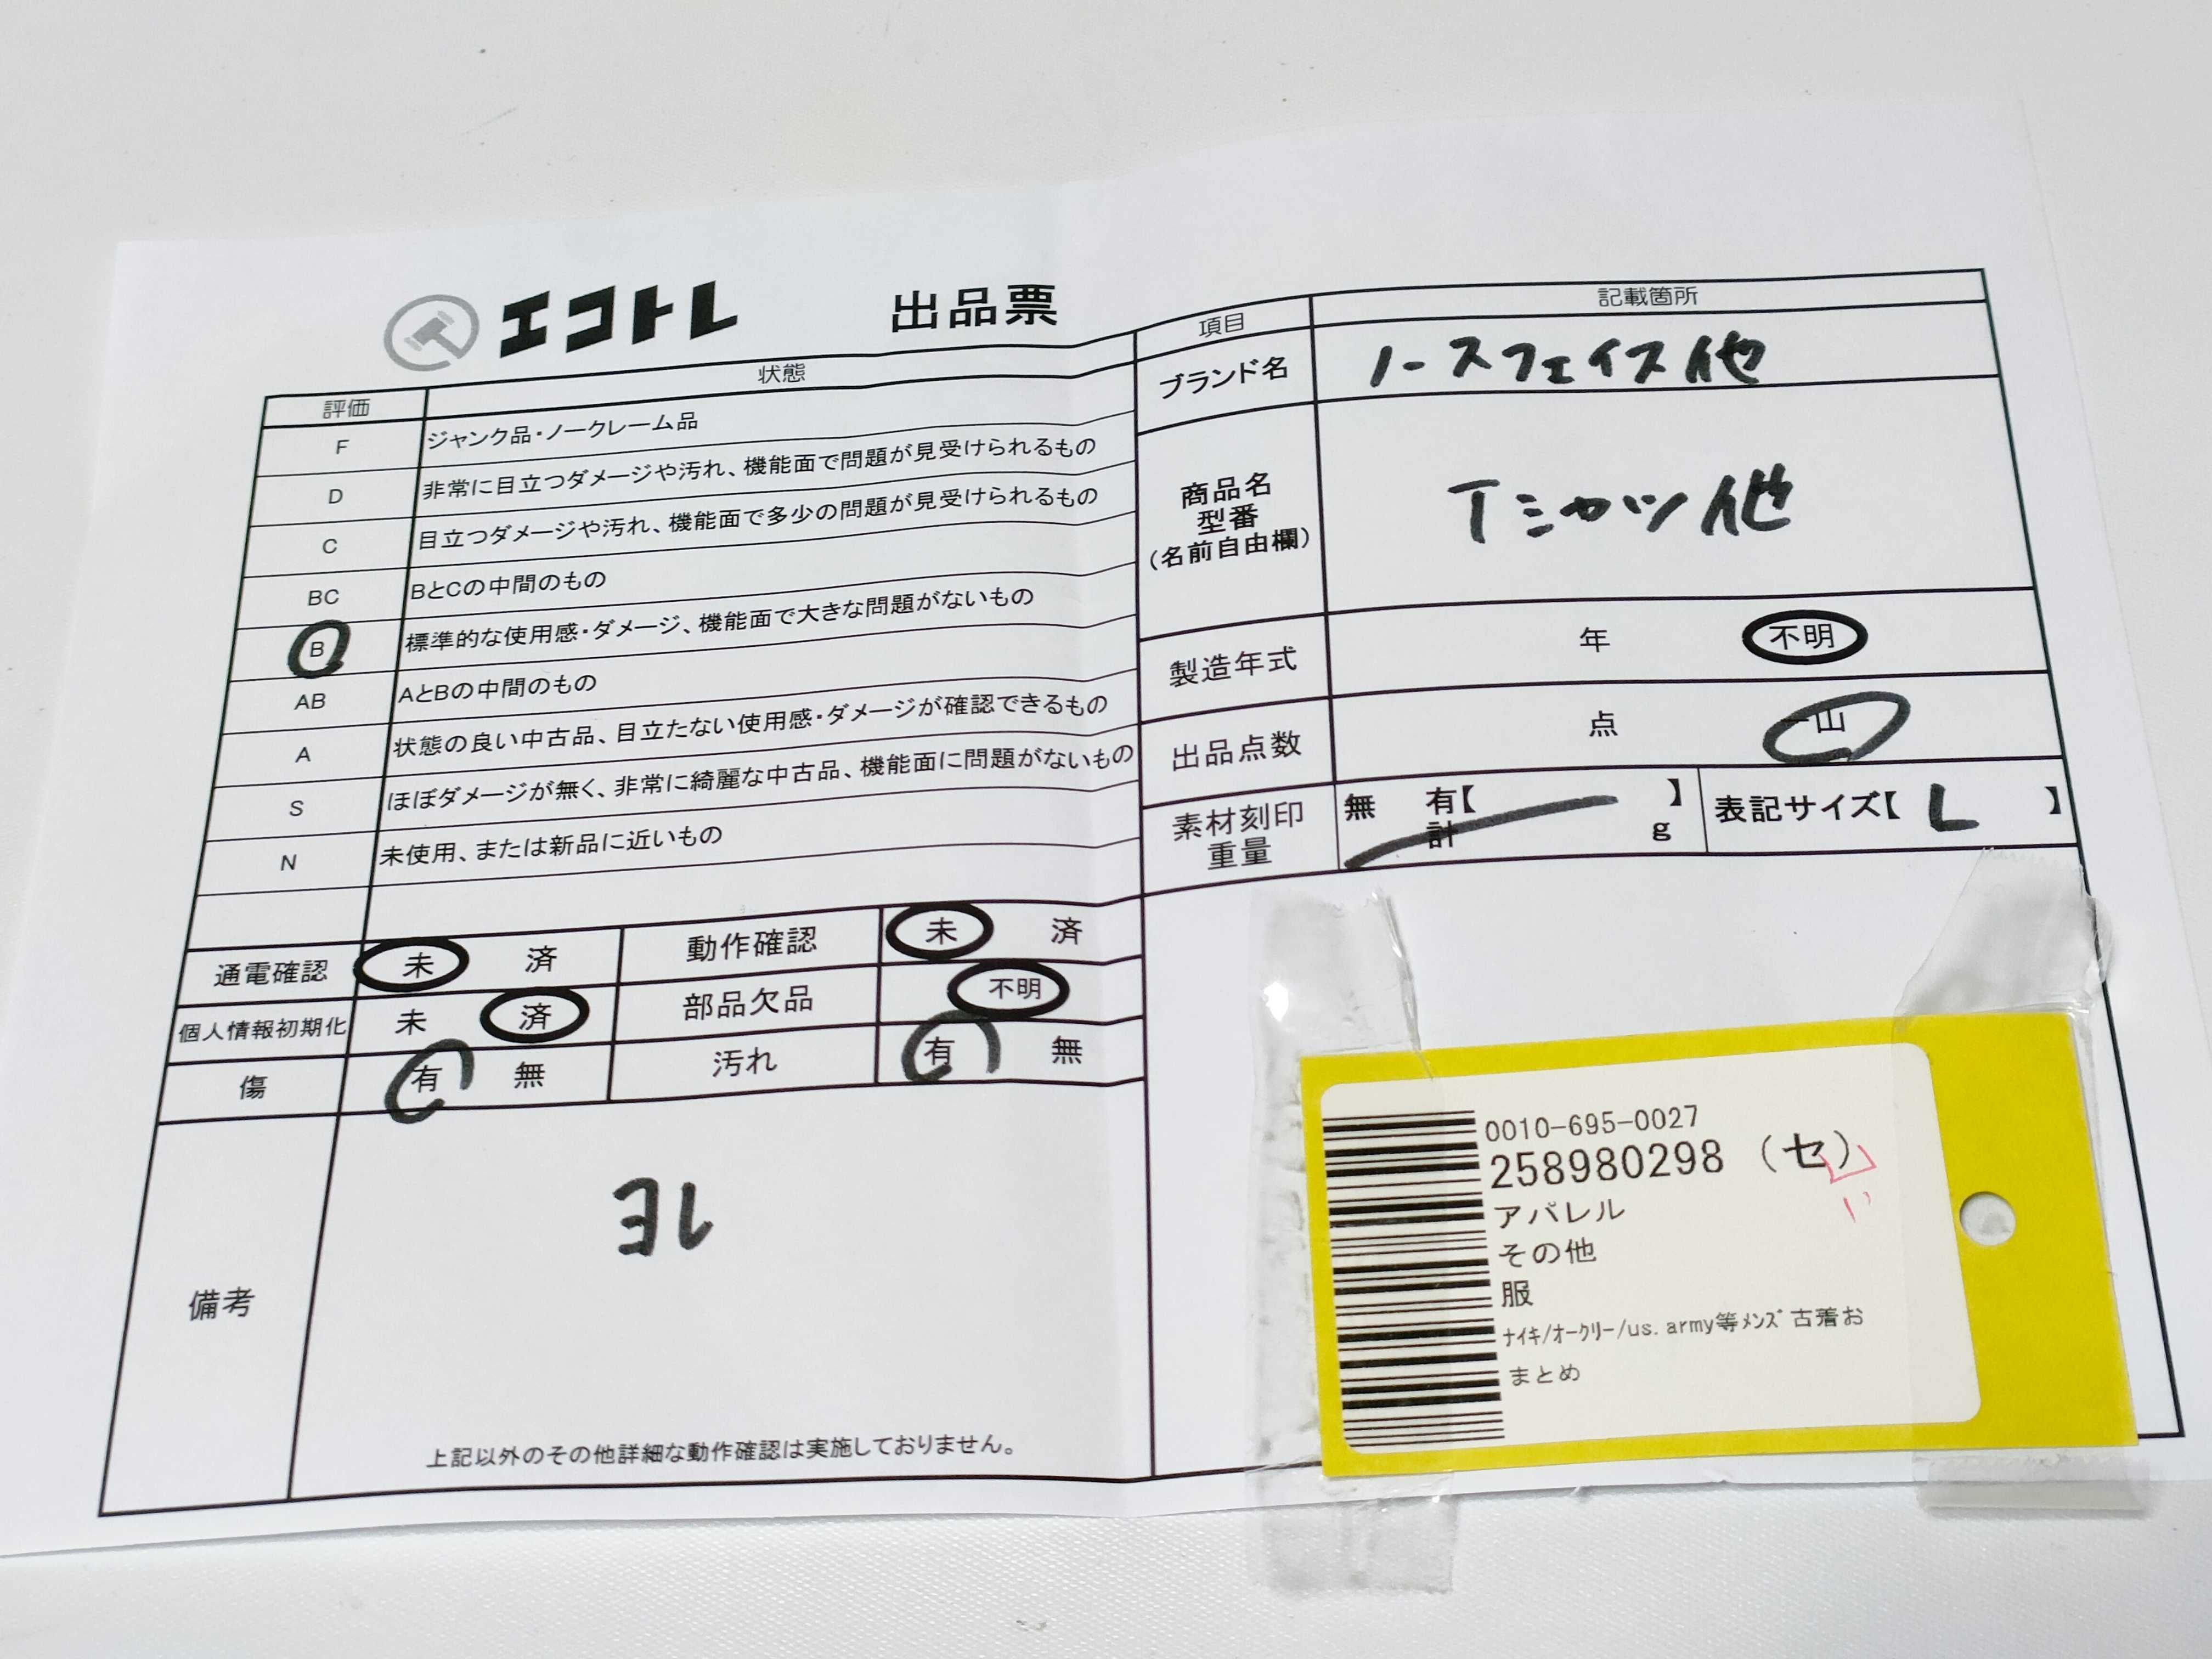 エコトレ 出品票
評価 状態
F ジャンク品・ノークレーム品
D 非常に目立つダメージや汚れ、機能面で問題が見受けられるもの
C 目立つダメージや汚れ、機能面で多少の問題が見受けられるもの
BC BとCの中間のもの
B 標準的な使用感・ダメージ、機能面で大きな問題がないもの
AB AとBの中間のもの
A 状態の良い中古品、目立たない使用感・ダメージが確認できるもの
S ほぼダメージが無く、非常に綺麗な中古品、機能面に問題がないもの
N 未使用、または新品に近いもの
通電確認 未 済 動作確認 未 済
個人情報初期化 未 済 部品欠品 不明
傷 有 無 汚れ 有 無
備考
上記以外のその他詳細な動作確認は実施しておりません。
項目 記載箇所
ブランド名 ノースフェイス他
商品名
型番
(名前自由欄)
Tシャツ他
製造年式 年 不明
出品点数 点 一山
素材刻印 無 有【 】
重量 計 g
表記サイズ【 L 】
0010-695-0027
258980298 (セ)
アパレル
その他
服
ﾅｲｷ/ｵｰｸﾘｰ/us.army等ﾒﾝｽﾞ古着お
まとめ